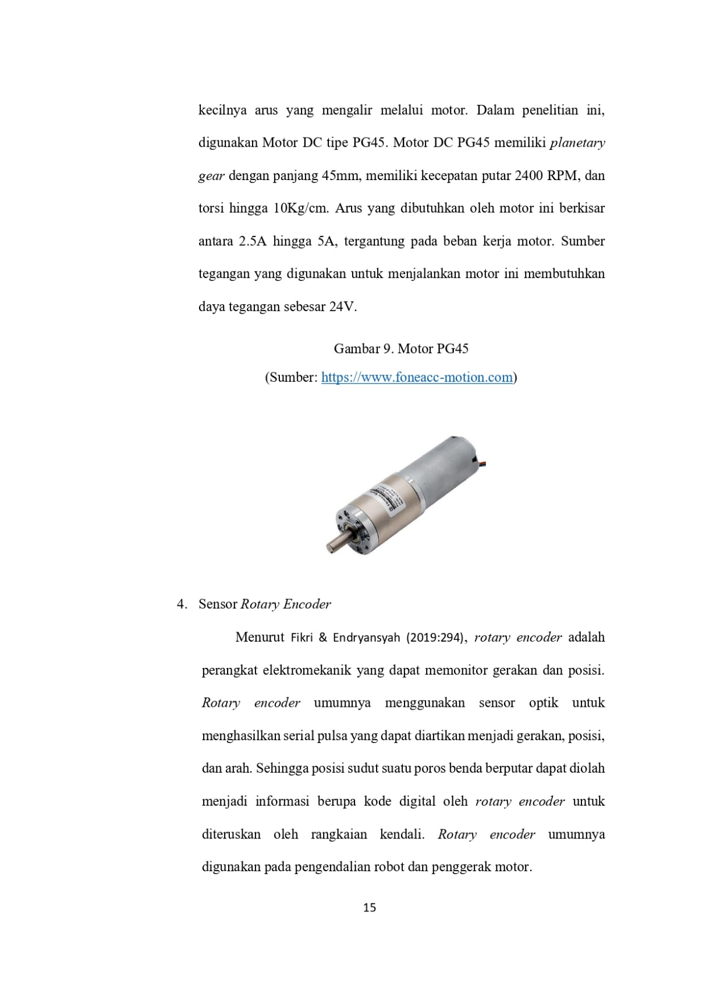 kecilnya arus yang mengalir melalui motor. Dalam penelitian ini,
digunakan Motor DC tipe PG45. Motor DC PG45 memiliki planetary
gear dengan panjang 45mm, memiliki kecepatan putar 2400 RPM, dan
torsi hingga 10Kg/cm. Arus yang dibutuhkan oleh motor ini berkisar
antara 2.5A hingga 5A, tergantung pada beban kerja motor. Sumber
tegangan yang digunakan untuk menjalankan motor ini membutuhkan
daya tegangan sebesar 24V.
Gambar 9. Motor PG45
(Sumber: https://www.foneacc-motion.com)
4. Sensor Rotary Encoder
Menurut Fikri & Endryansyah (2019:294), rotary encoder adalah
perangkat elektromekanik yang dapat memonitor gerakan dan posisi.
Rotary encoder umumnya menggunakan sensor optik untuk
menghasilkan serial pulsa yang dapat diartikan menjadi gerakan, posisi,
dan arah. Sehingga posisi sudut suatu poros benda berputar dapat diolah
menjadi informasi berupa kode digital oleh rotary encoder untuk
diteruskan oleh rangkaian kendali. Rotary encoder umumnya
digunakan pada pengendalian robot dan penggerak motor.
15